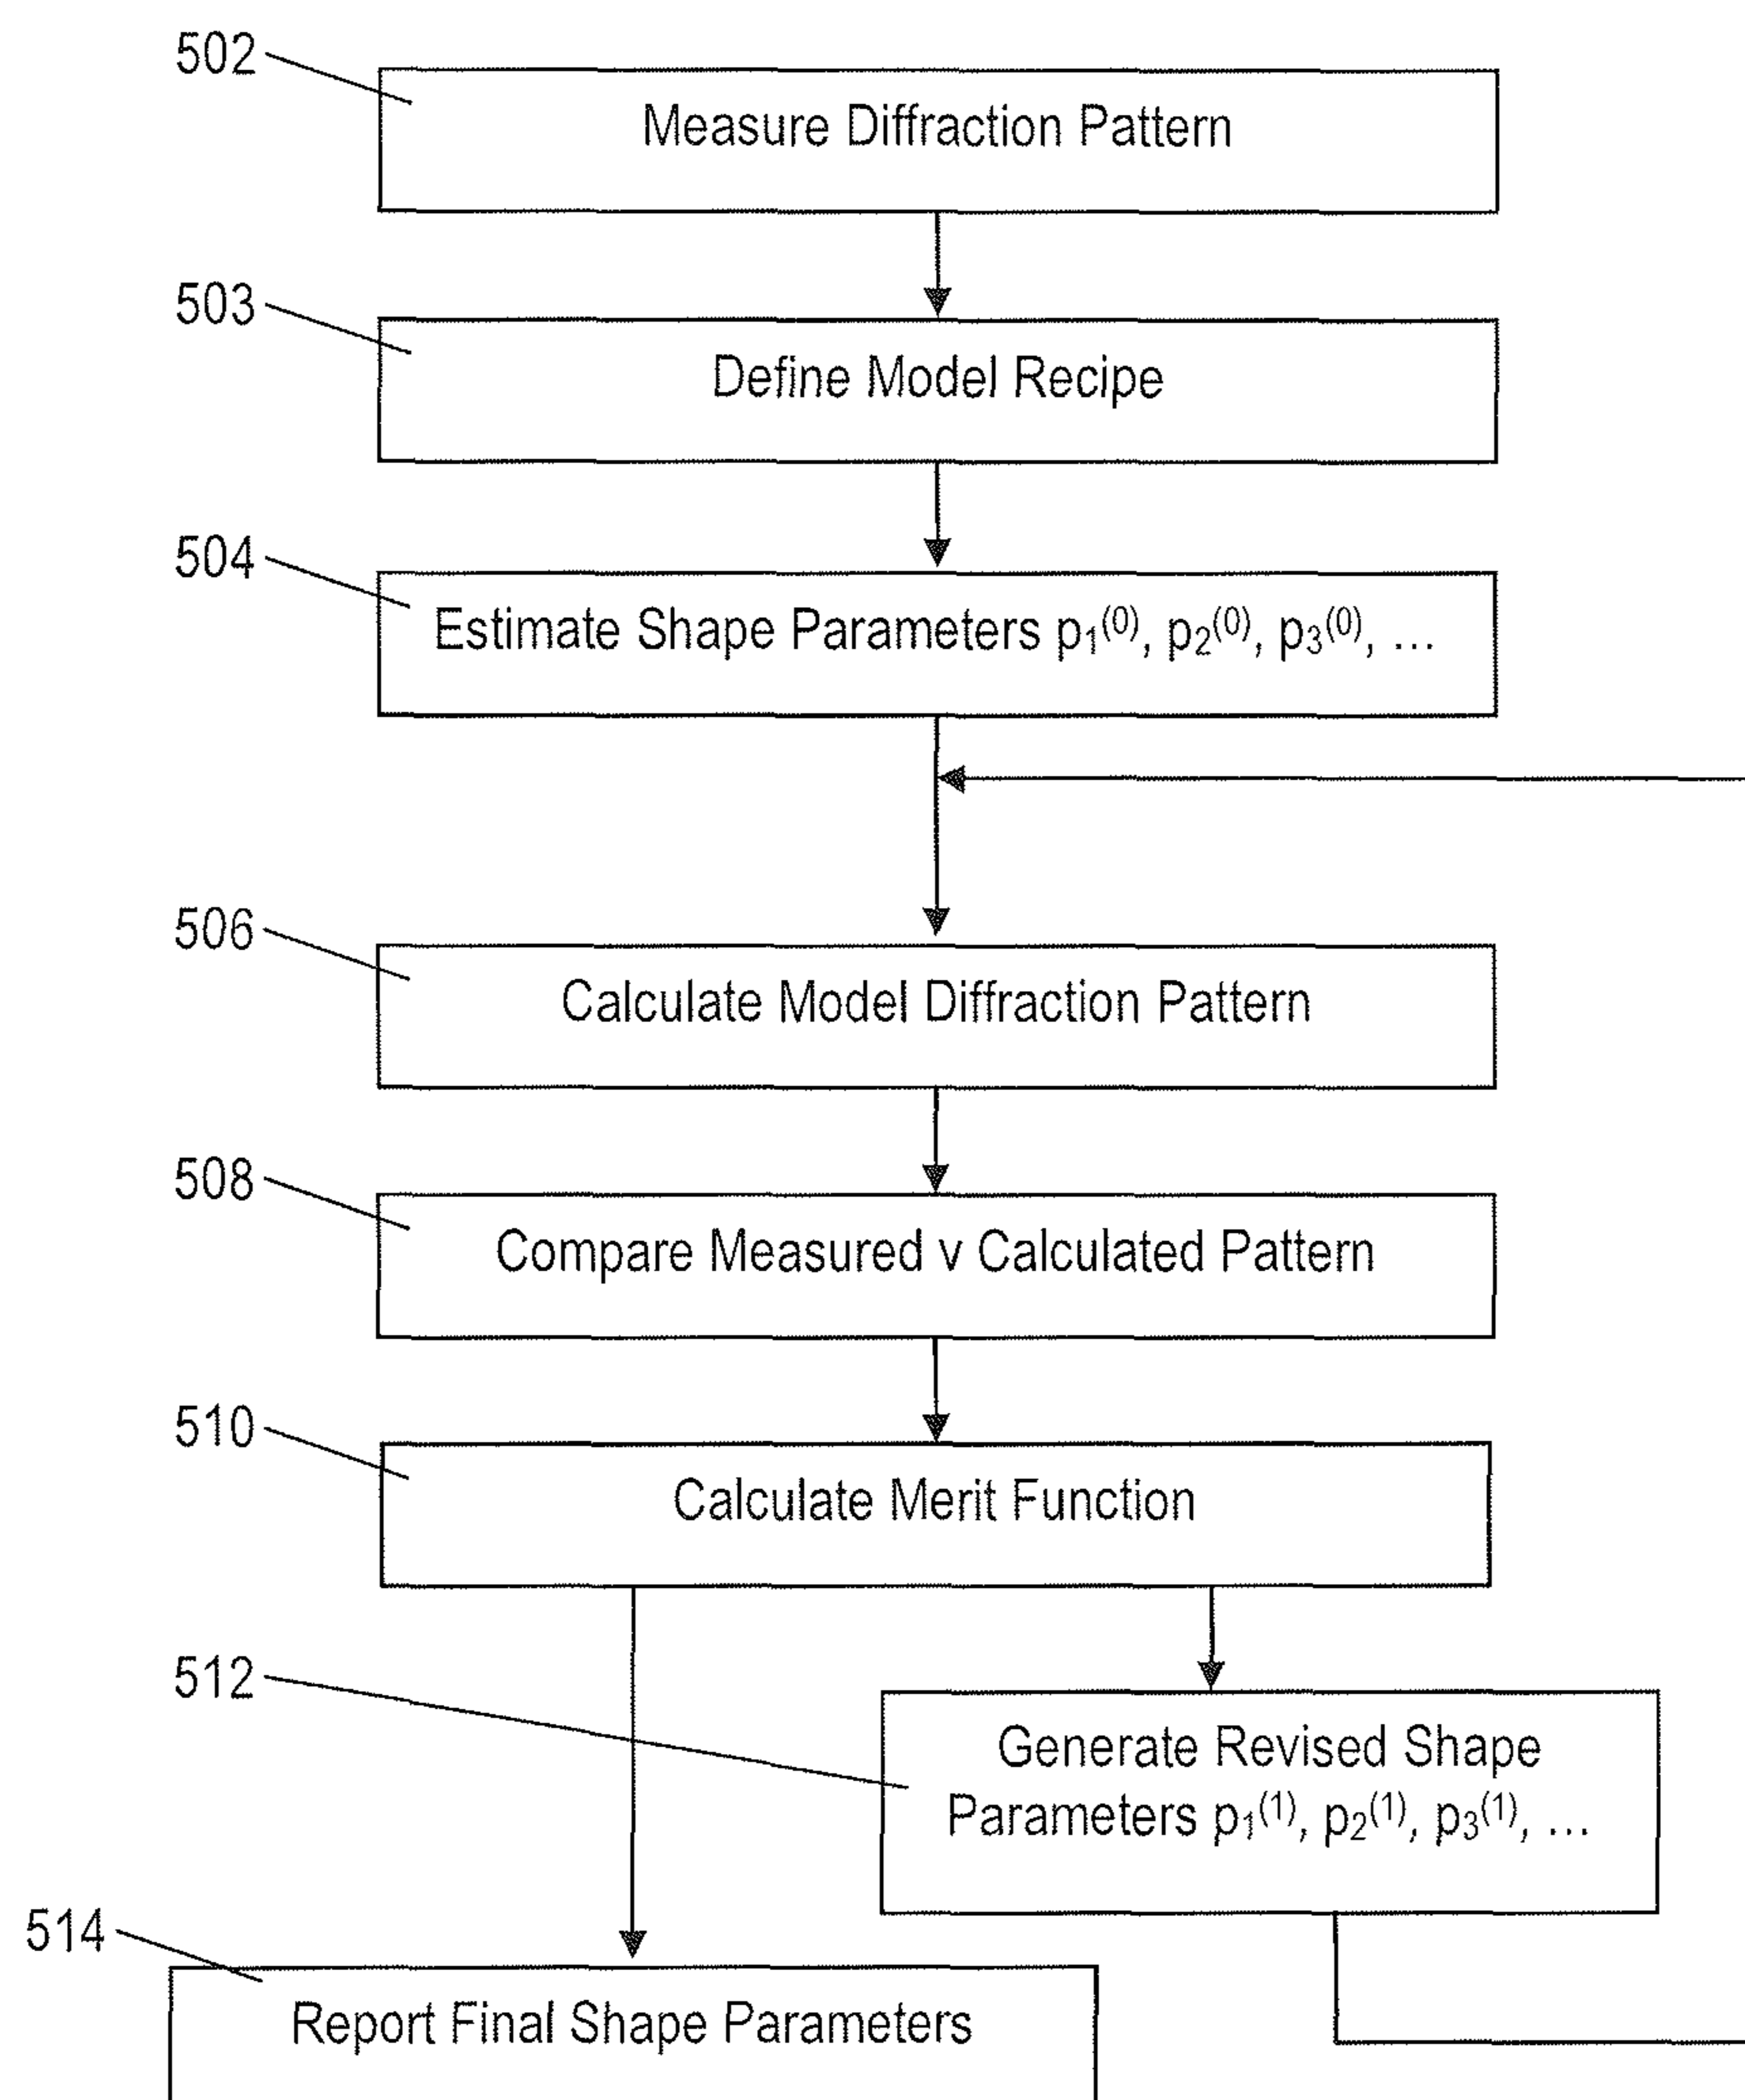 502
Measure Diffraction Pattern
503
Define Model Recipe
504
Estimate Shape Parameters p₁⁽⁰⁾, p₂⁽⁰⁾, p₃⁽⁰⁾, ...
506
Calculate Model Diffraction Pattern
508
Compare Measured v Calculated Pattern
510
Calculate Merit Function
512
Generate Revised Shape
Parameters p₁⁽¹⁾, p₂⁽¹⁾, p₃⁽¹⁾, ...
514
Report Final Shape Parameters